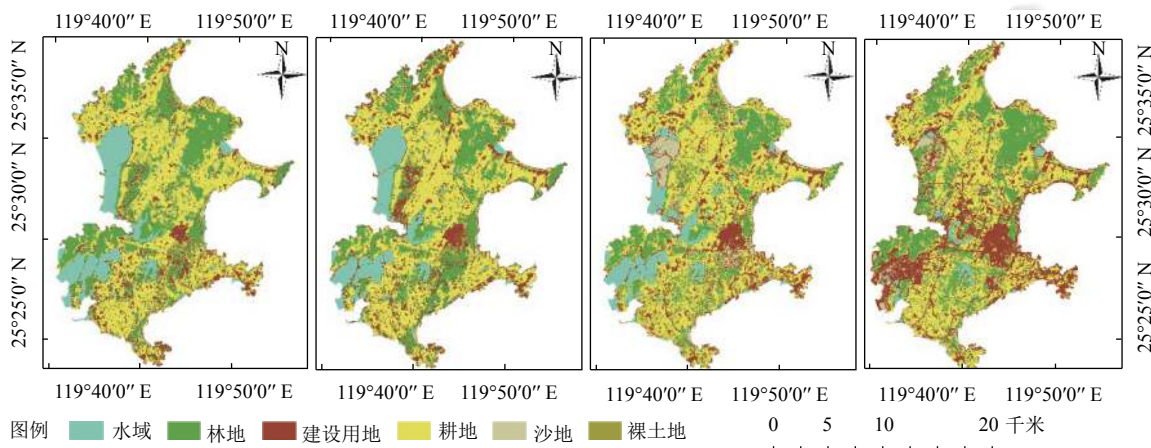 119°40′0″ E 119°50′0″ E 119°40′0″ E 119°50′0″ E 119°40′0″ E 119°50′0″ E 119°40′0″ E 119°50′0″ E
N N N N
25°35′0″ N 25°35′0″ N
25°30′0″ N 25°30′0″ N
25°25′0″ N 25°25′0″ N
119°40′0″ E 119°50′0″ E 119°40′0″ E 119°50′0″ E 119°40′0″ E 119°50′0″ E 119°40′0″ E 119°50′0″ E
图例 水域 林地 建设用地 耕地 沙地 裸土地 0 5 10 20 千米